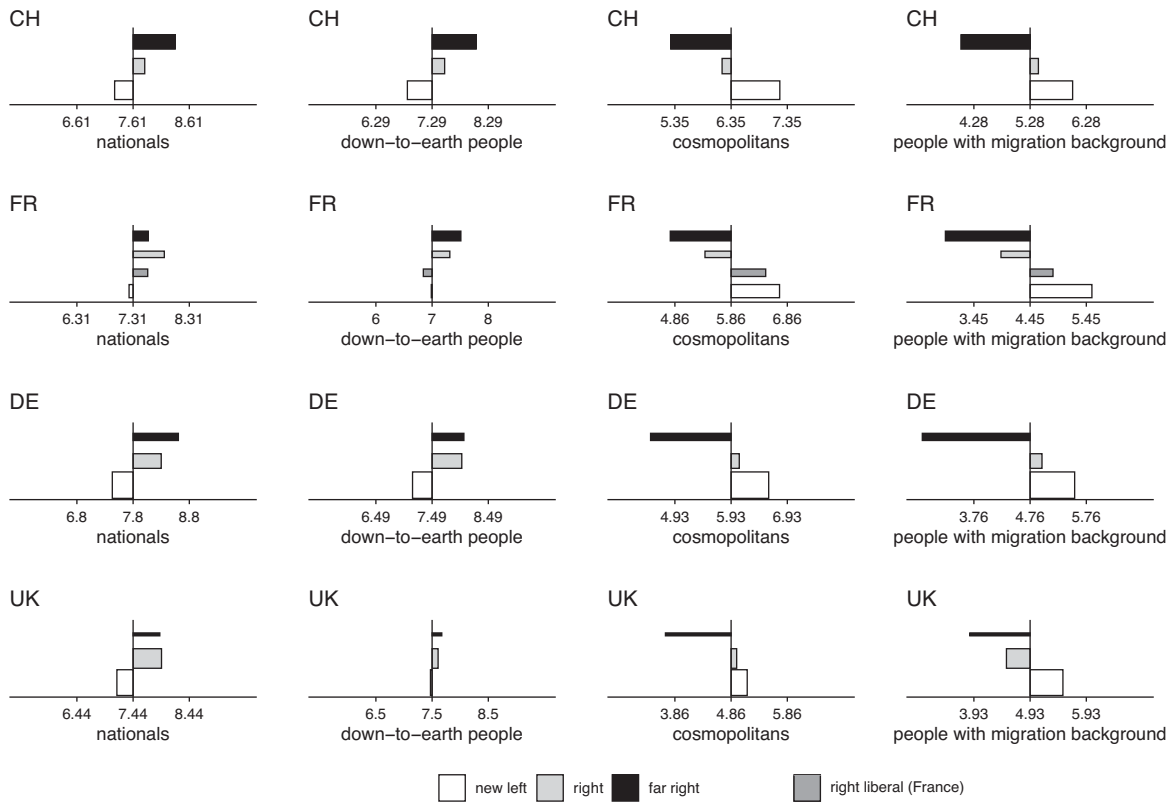 CH CH CH CH
6.61 7.61 8.61 6.29 7.29 8.29 5.35 6.35 7.35 4.28 5.28 6.28
nationals down−to−earth people cosmopolitans people with migration background
FR FR FR FR
6.31 7.31 8.31 6 7 8 4.86 5.86 6.86 3.45 4.45 5.45
nationals down−to−earth people cosmopolitans people with migration background
DE DE DE DE
6.8 7.8 8.8 6.49 7.49 8.49 4.93 5.93 6.93 3.76 4.76 5.76
nationals down−to−earth people cosmopolitans people with migration background
UK UK UK UK
6.44 7.44 8.44 6.5 7.5 8.5 3.86 4.86 5.86 3.93 4.93 5.93
nationals down−to−earth people cosmopolitans people with migration background
new left right far right right liberal (France)